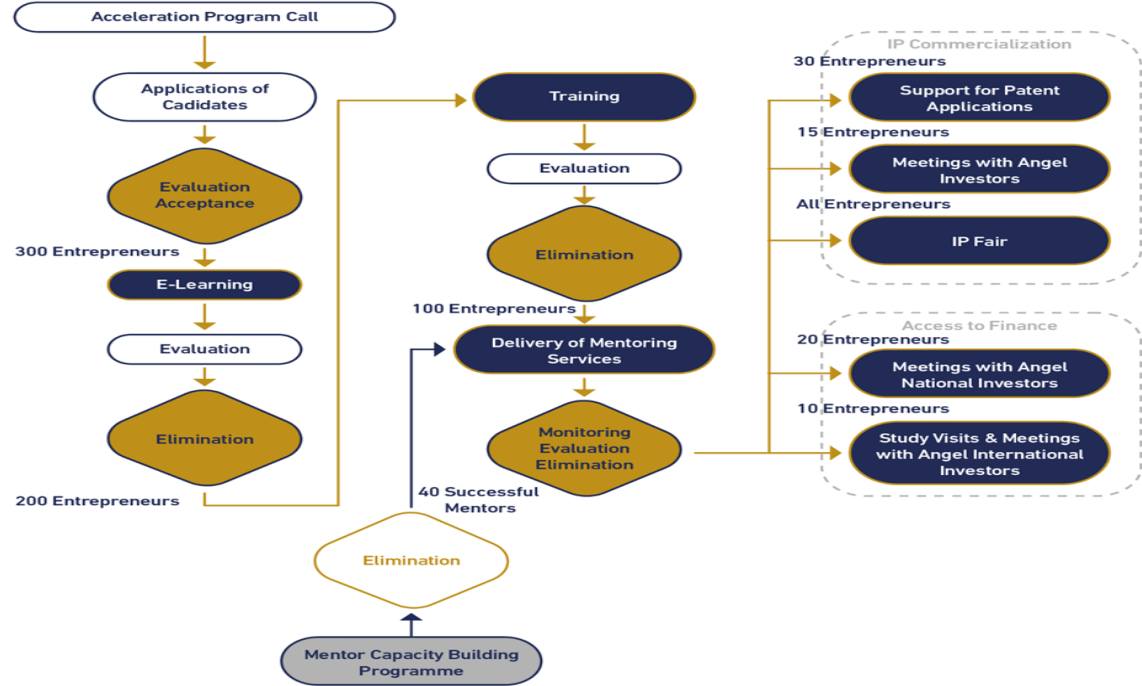 Acceleration Program Call
Applications of
Cadidates
Evaluation
Acceptance
300 Entrepreneurs
E-Learning
Evaluation
Elimination
200 Entrepreneurs
Training
Evaluation
Elimination
100 Entrepreneurs
Delivery of Mentoring
Services
Monitoring
Evaluation
Elimination
40 Successful
Mentors
Elimination
Mentor Capacity Building
Programme
IP Commercialization
30 Entrepreneurs
Support for Patent
Applications
15 Entrepreneurs
Meetings with Angel
Investors
All Entrepreneurs
IP Fair
Access to Finance
20 Entrepreneurs
Meetings with Angel
National Investors
10 Entrepreneurs
Study Visits & Meetings
with Angel International
Investors